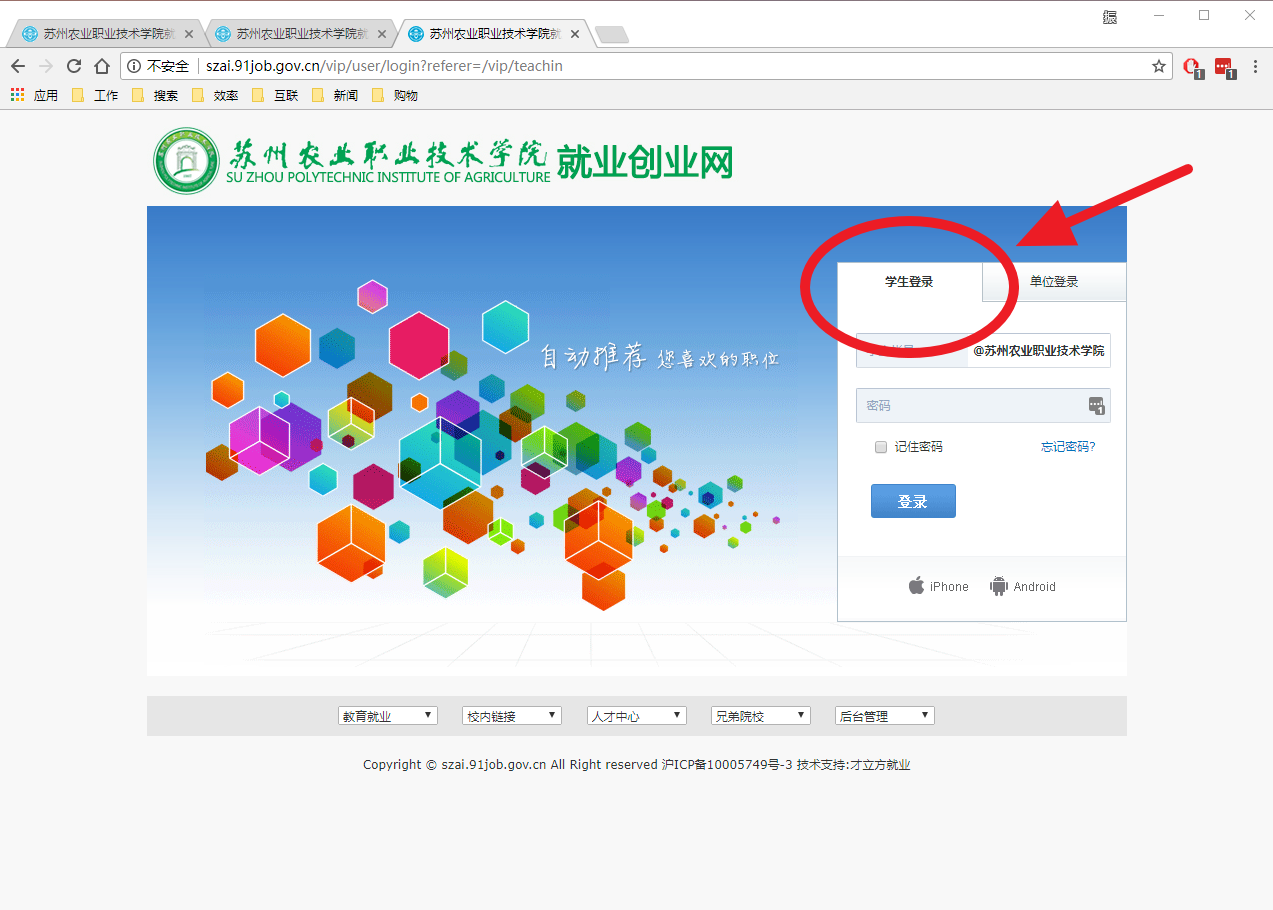 振
苏州农业职业技术学院就
苏州农业职业技术学院就
苏州农业职业技术学院就
不安全 szai.91job.gov.cn/vip/user/login?referer=/vip/teachin
1
1
应用 工作 搜索 效率 互联 新闻 购物
苏州农业职业技术学院 就业创业网
SU ZHOU POLYTECHNIC INSTITUTE OF AGRICULTURE
学生登录 单位登录
自动推荐 您喜欢的职位
@苏州农业职业技术学院
密码
1
记住密码 忘记密码?
登录
iPhone Android
教育就业 校内链接 人才中心 兄弟院校 后台管理
Copyright © szai.91job.gov.cn All Right reserved 沪ICP备10005749号-3 技术支持:才立方就业